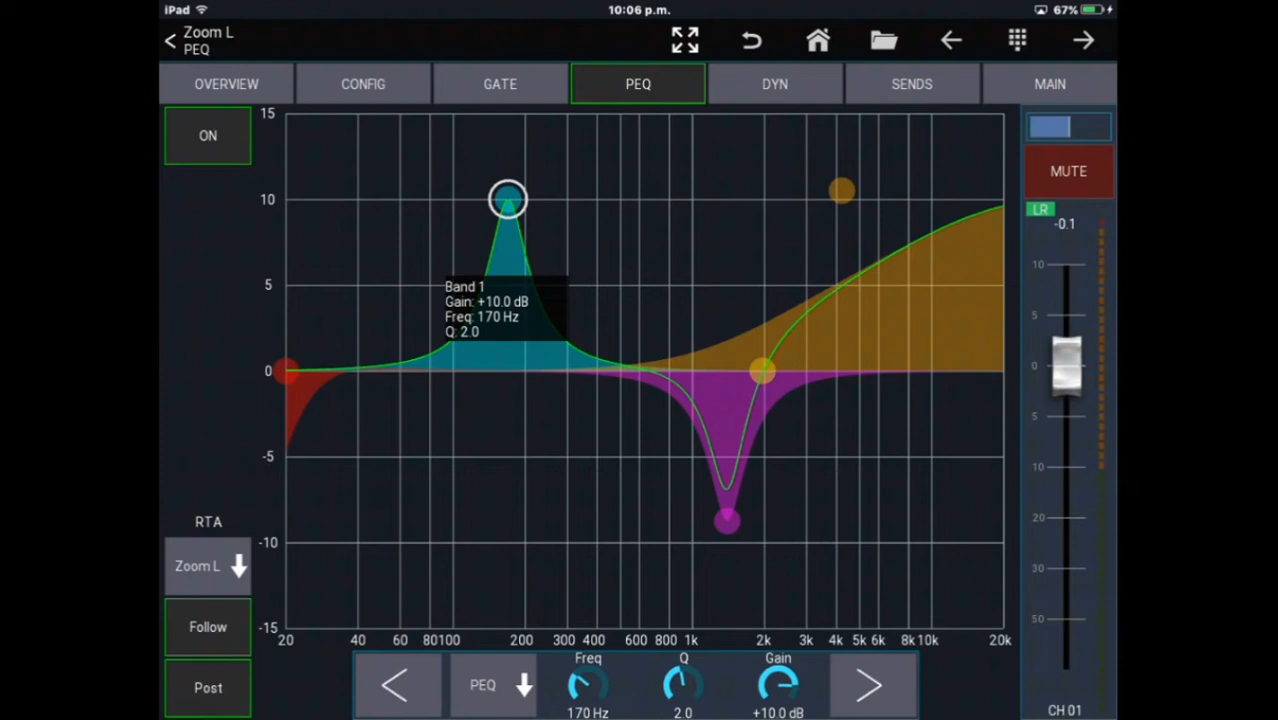 iPad 10:06 p.m. 67%
Zoom L
PEQ
OVERVIEW CONFIG GATE PEQ DYN SENDS MAIN
ON
15
10
5
0
-5
-10
-15
Band 1
Gain: +10.0 dB
Freq: 170 Hz
Q: 2.0
20 40 60 80 100 200 300 400 600 800 1k 2k 3k 4k 5k 6k 8k 10k 20k
RTA
Zoom L
Follow
Post
PEQ
Freq Q Gain
170 Hz 2.0 +10.0 dB
MUTE
LR
-0.1
10
5
0
5
10
20
30
50
CH 01